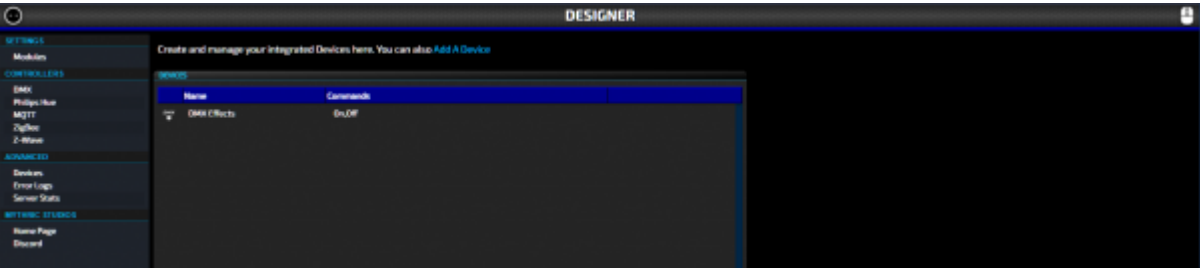 DESIGNER
SETTINGS
Modules
CONTROLLERS
DMX
Philips Hue
MQTT
ZigBee
Z-Wave
ADVANCED
Devices
Error Logs
Server Stats
MYTHRIC STUDIOS
Home Page
Discord
Create and manage your integrated Devices here. You can also Add A Device
DEVICES
Name Commands
DMX Effects On,Off